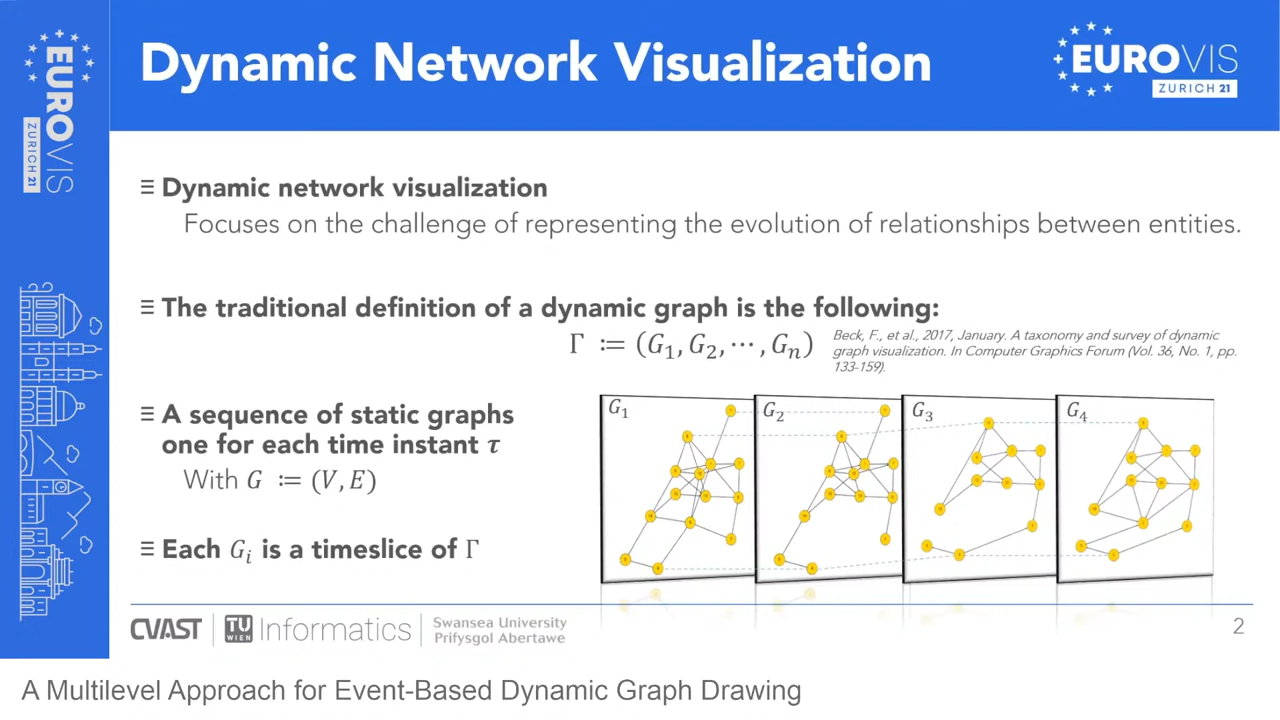 EUROVIS
ZURICH 21
Dynamic Network Visualization
EUROVIS
ZURICH 21
≡ Dynamic network visualization
Focuses on the challenge of representing the evolution of relationships between entities.
≡ The traditional definition of a dynamic graph is the following:
Γ := (G₁, G₂, ⋯, Gₙ)
Beck, F., et al., 2017, January. A taxonomy and survey of dynamic
graph visualization. In Computer Graphics Forum (Vol. 36, No. 1, pp.
133-159).
≡ A sequence of static graphs
one for each time instant τ
With G := (V, E)
≡ Each Gᵢ is a timeslice of Γ
G₁
G₂
G₃
G₄
CVAST
TU
WIEN
Informatics
Swansea University
Prifysgol Abertawe
2
A Multilevel Approach for Event-Based Dynamic Graph Drawing